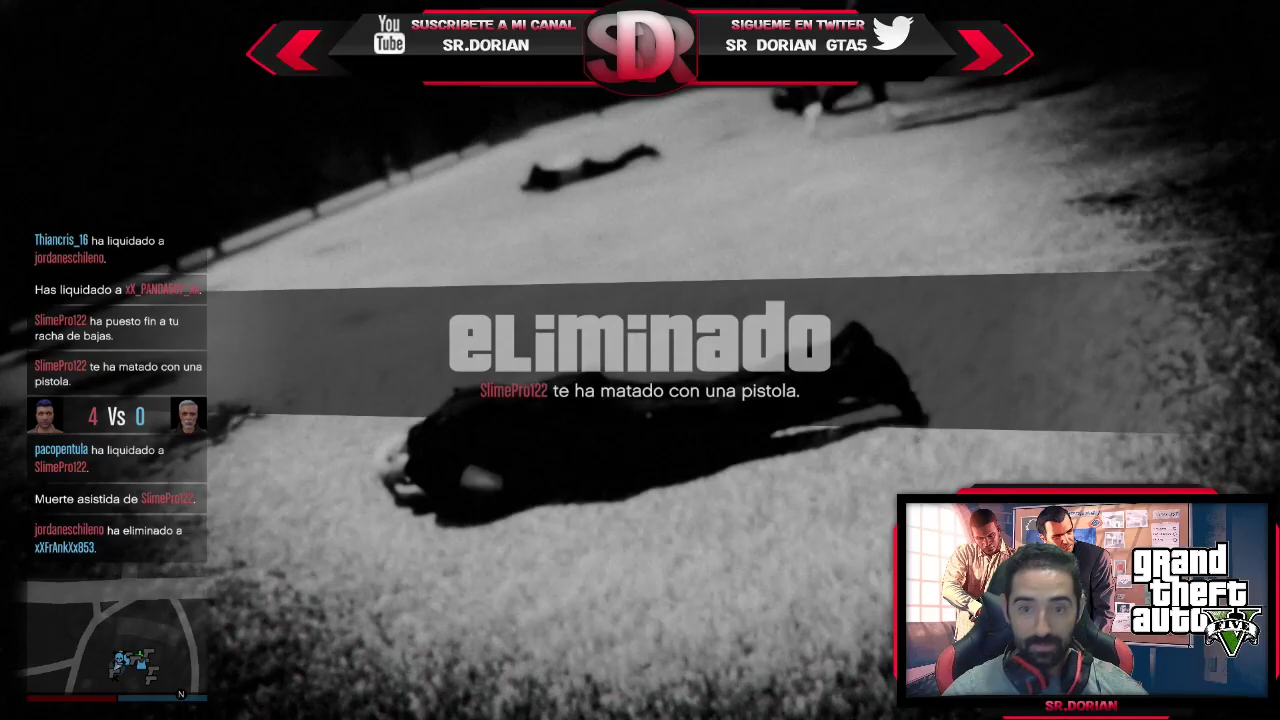 You
Tube
SUSCRIBETE A MI CANAL
SR.DORIAN
SDR
SIGUEME EN TWITER
SR DORIAN GTA5
Thiancris_16 ha liquidado a
jordaneschileno.
Has liquidado a
SlimePro122 ha puesto fin a tu
racha de bajas.
SlimePro122 te ha matado con una
pistola.
4 Vs 0
pacopentula ha liquidado a
SlimePro122.
Muerte asistida de SlimePro122.
jordaneschileno ha eliminado a
xXFrAnkXx853.
N
eliminado
SlimePro122 te ha matado con una pistola.
grand
theft
auto
FIVE
V
SR.DORIAN